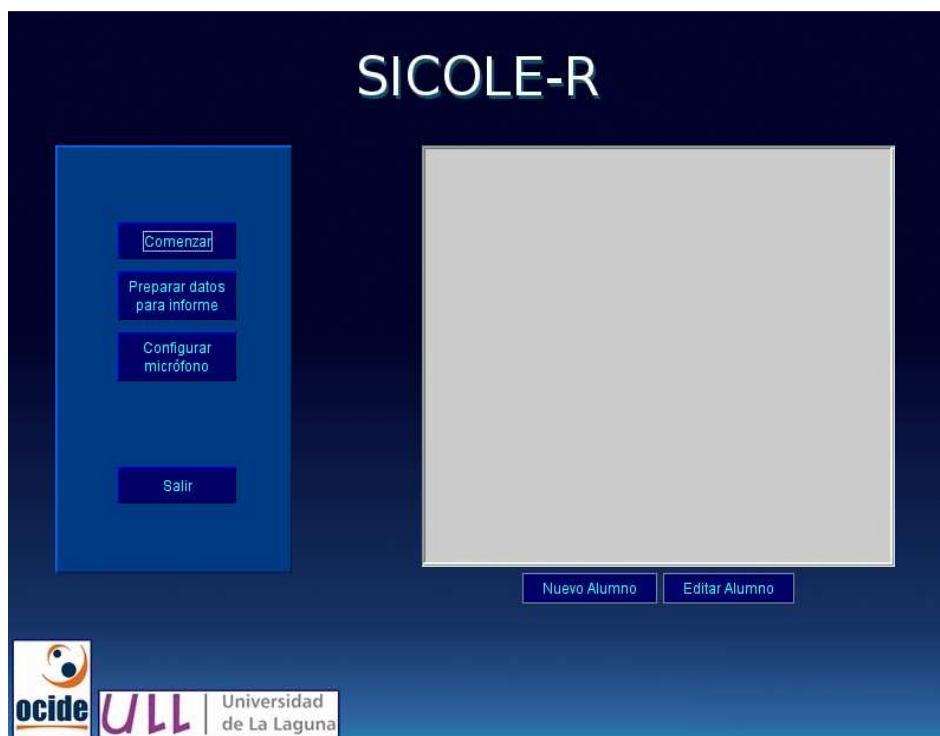 SICOLE-R
Comenzar
Preparar datos
para informe
Configurar
micrófono
Salir
Nuevo Alumno
Editar Alumno
ocide
ULL
Universidad
de La Laguna